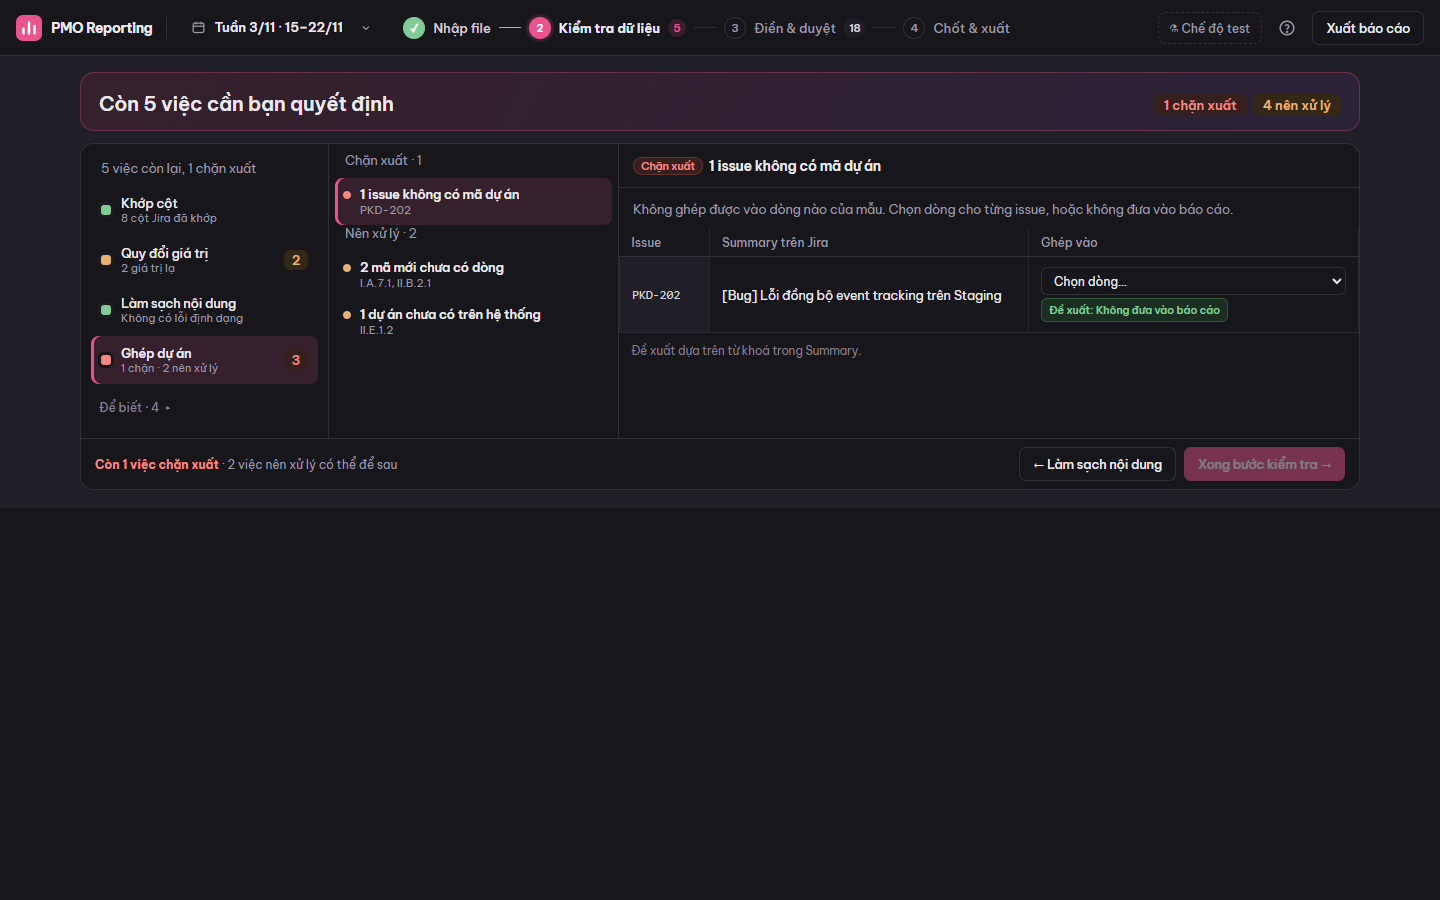 PMO Reporting
Tuần 3/11 · 15–22/11
Nhập file
2 Kiểm tra dữ liệu 5
3 Điền & duyệt 18
4 Chốt & xuất
Chế độ test
Xuất báo cáo
Còn 5 việc cần bạn quyết định
1 chặn xuất
4 nên xử lý
5 việc còn lại, 1 chặn xuất
Khớp cột
8 cột Jira đã khớp
Quy đổi giá trị
2 giá trị lạ
2
Làm sạch nội dung
Không có lỗi định dạng
Ghép dự án
1 chặn · 2 nên xử lý
3
Để biết · 4 ▸
Chặn xuất · 1
1 issue không có mã dự án
PKD-202
Nên xử lý · 2
2 mã mới chưa có dòng
I.A.7.1, II.B.2.1
1 dự án chưa có trên hệ thống
II.E.1.2
Chặn xuất 1 issue không có mã dự án
Không ghép được vào dòng nào của mẫu. Chọn dòng cho từng issue, hoặc không đưa vào báo cáo.
Issue
Summary trên Jira
Ghép vào
PKD-202
[Bug] Lỗi đồng bộ event tracking trên Staging
Chọn dòng...
Đề xuất: Không đưa vào báo cáo
Đề xuất dựa trên từ khoá trong Summary.
Còn 1 việc chặn xuất · 2 việc nên xử lý có thể để sau
← Làm sạch nội dung
Xong bước kiểm tra →